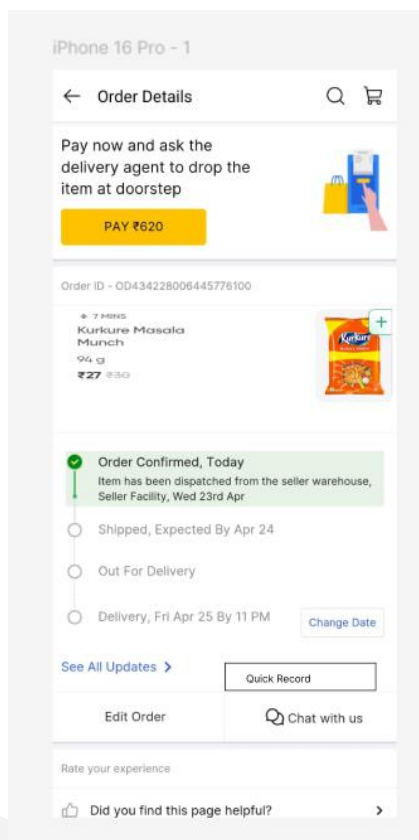 iPhone 16 Pro - 1
Order Details
Pay now and ask the
delivery agent to drop the
item at doorstep
PAY ₹620
Order ID - OD434228006445776100
7 MINS
Kurkure Masala
Munch
94 g
₹27 ₹30
Kurkure
Order Confirmed, Today
Item has been dispatched from the seller warehouse,
Seller Facility, Wed 23rd Apr
Shipped, Expected By Apr 24
Out For Delivery
Delivery, Fri Apr 25 By 11 PM
Change Date
See All Updates
Quick Record
Edit Order
Chat with us
Rate your experience
Did you find this page helpful?